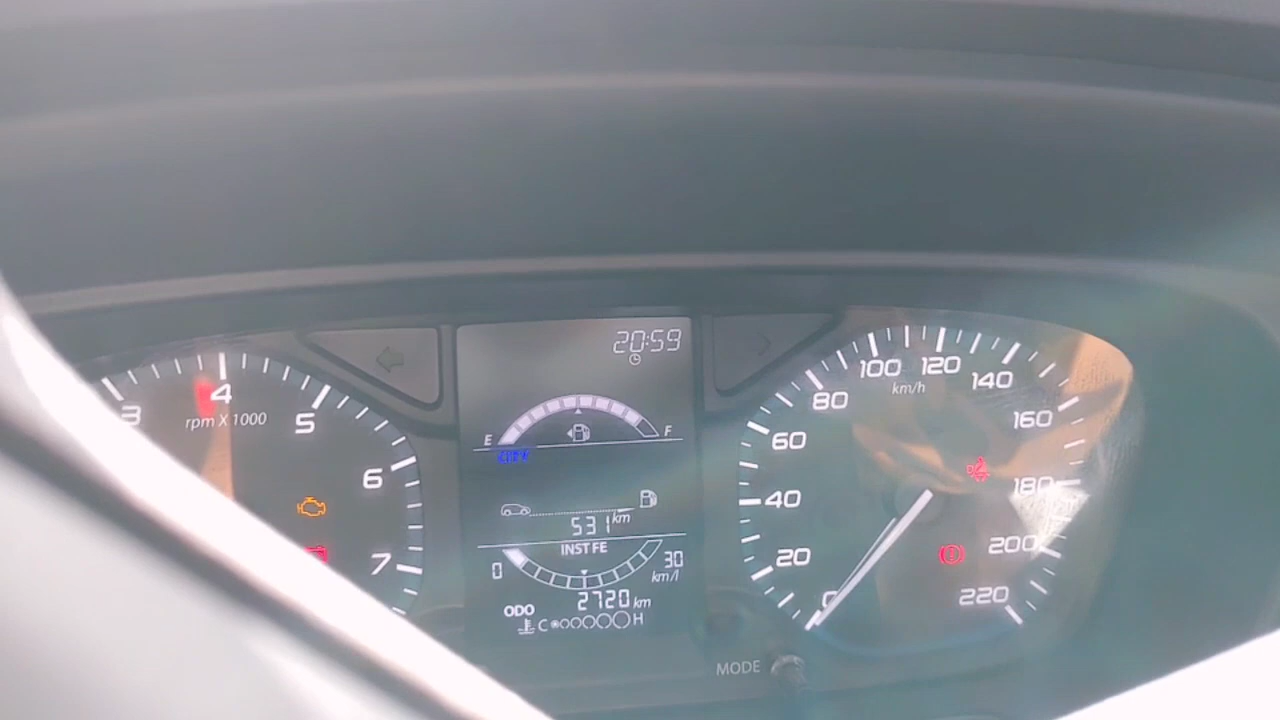 20:59
3 4 5 6 7
rpm X 1000
E F
531 km
INST FE
0 30
km/l
ODO 2720 km
C H
0 20 40 60 80 100 120 140 160 180 200 220
km/h
MODE